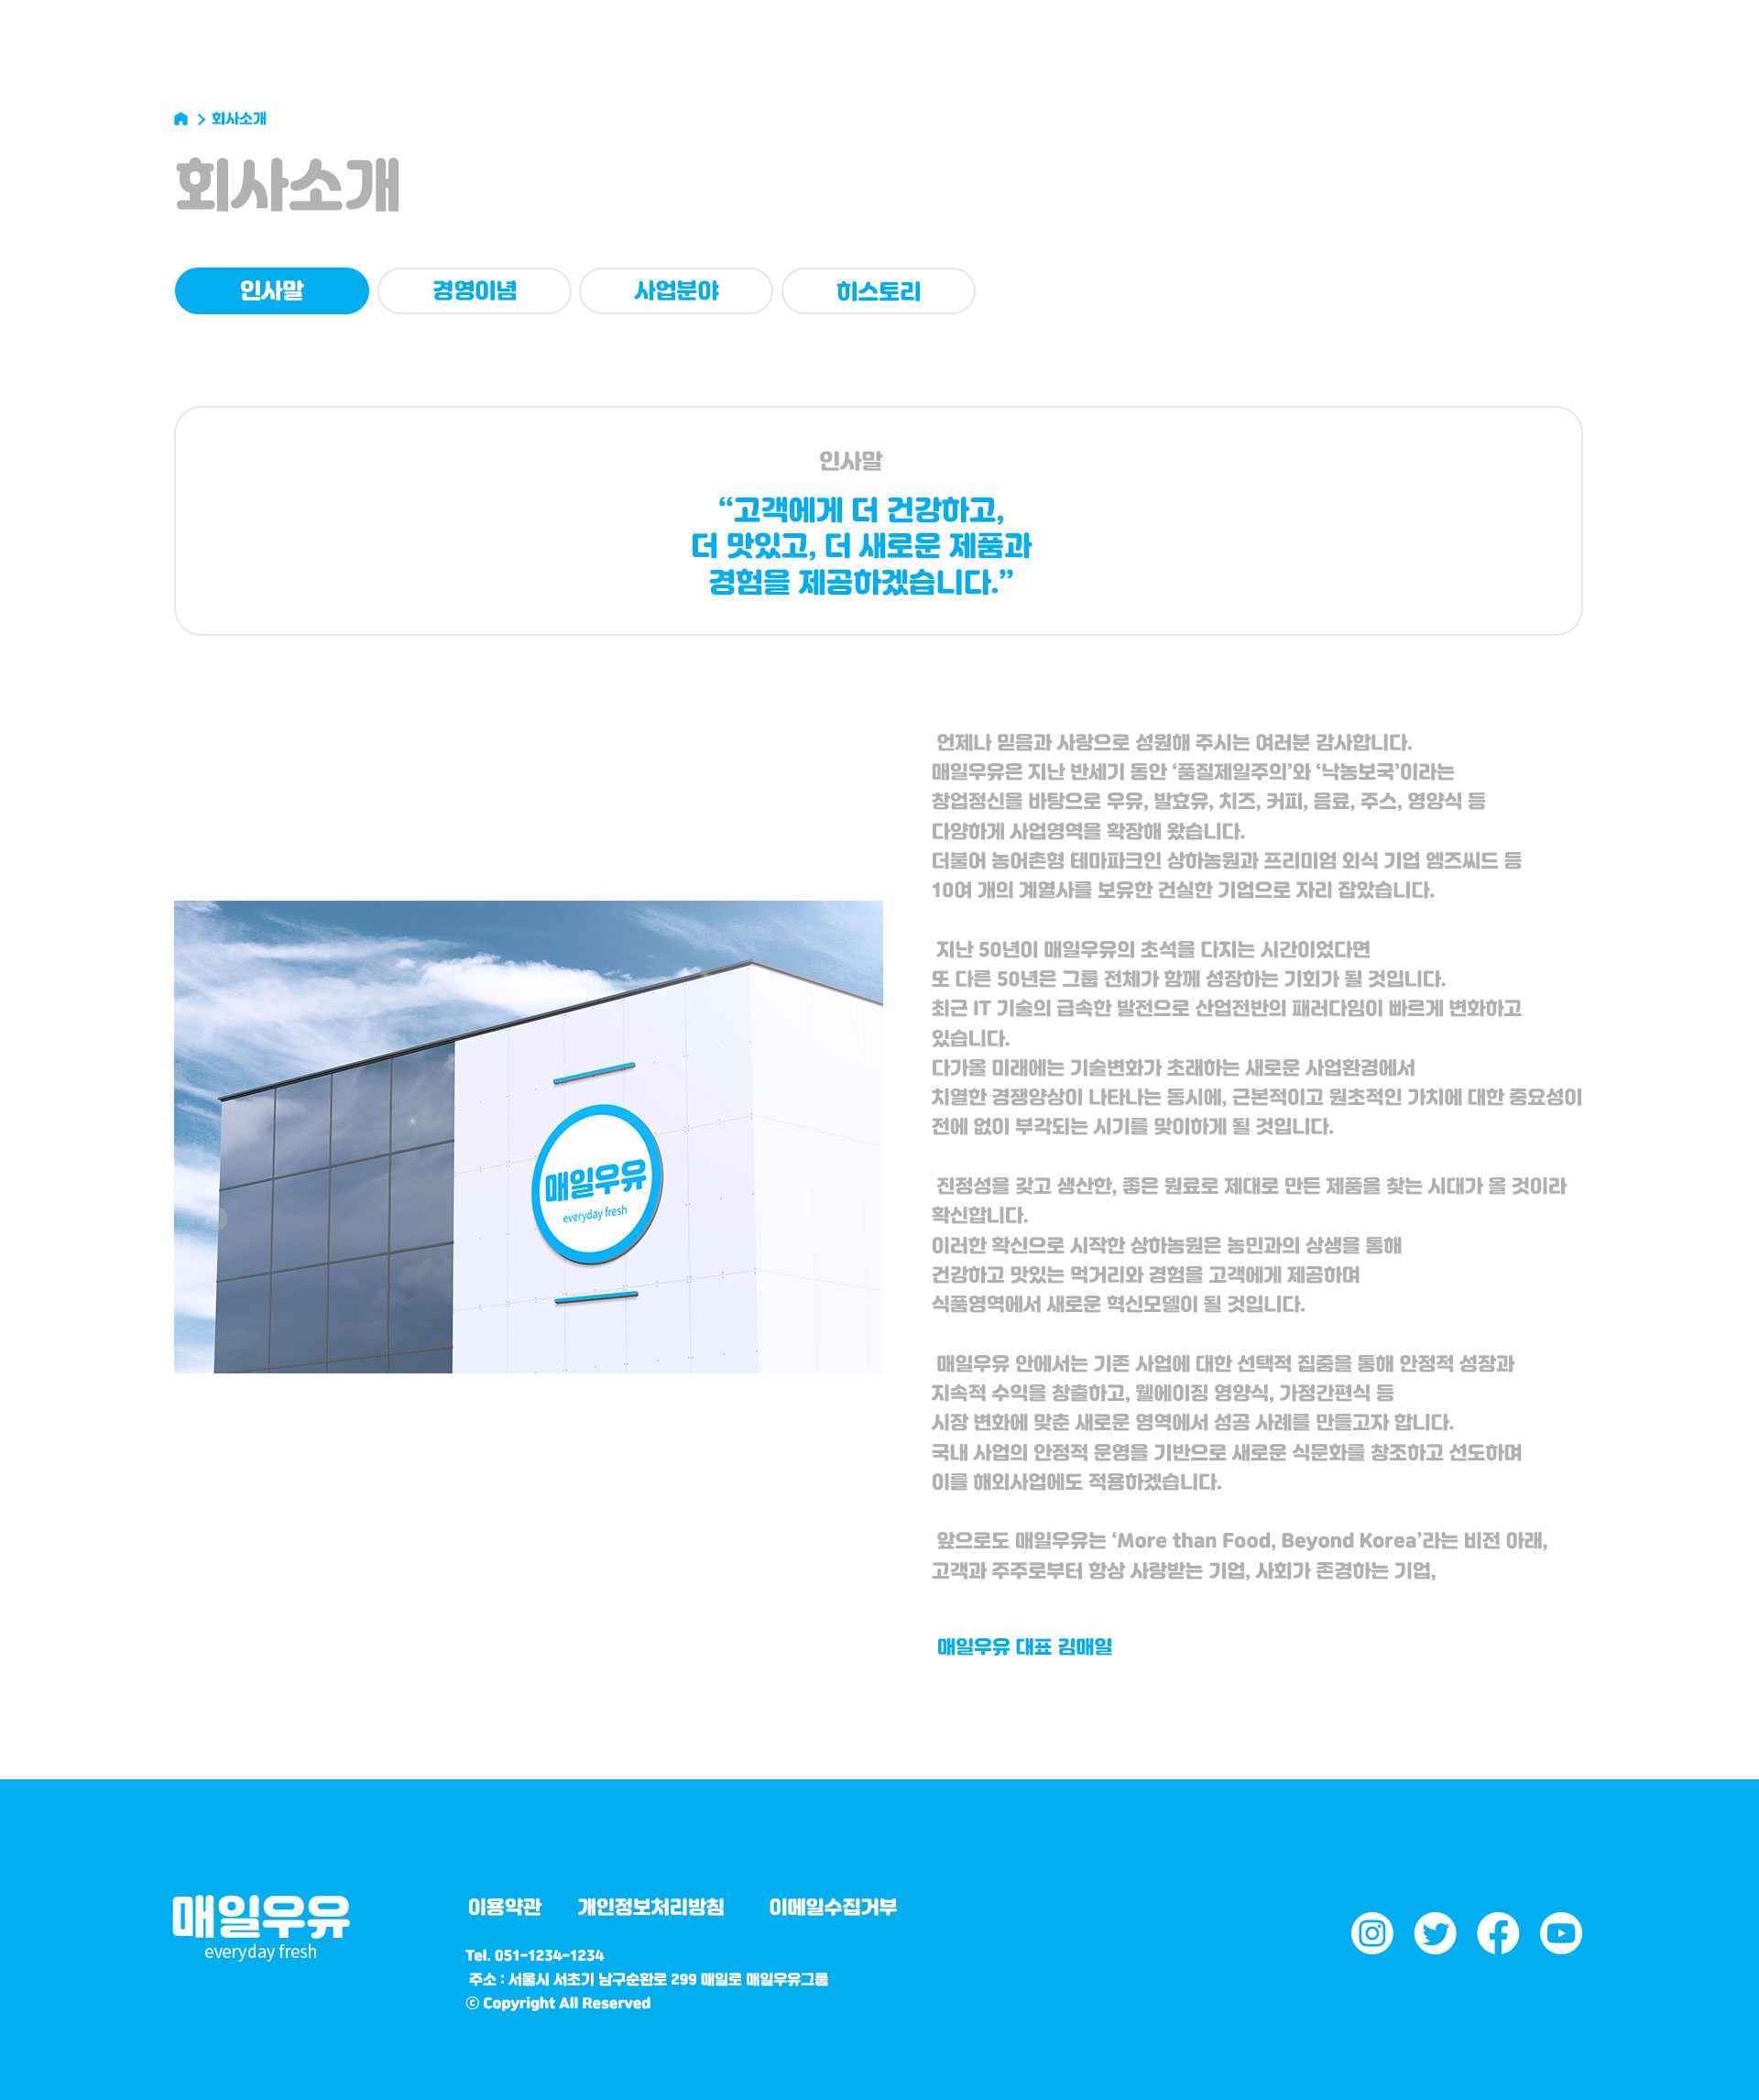 회사소개
회사소개
인사말 경영이념 사업분야 히스토리
인사말
“고객에게 더 건강하고,
더 맛있고, 더 새로운 제품과
경험을 제공하겠습니다.”
언제나 믿음과 사랑으로 성원해 주시는 여러분 감사합니다.
매일우유은 지난 반세기 동안 ‘품질제일주의’와 ‘낙농보국’이라는
창업정신을 바탕으로 우유, 발효유, 치즈, 커피, 음료, 주스, 영양식 등
다양하게 사업영역을 확장해 왔습니다.
더불어 농어촌형 테마파크인 상하농원과 프리미엄 외식 기업 엠즈씨드 등
10여 개의 계열사를 보유한 건실한 기업으로 자리 잡았습니다.
지난 50년이 매일우유의 초석을 다지는 시간이었다면
또 다른 50년은 그룹 전체가 함께 성장하는 기회가 될 것입니다.
최근 IT 기술의 급속한 발전으로 산업전반의 패러다임이 빠르게 변화하고
있습니다.
다가올 미래에는 기술변화가 초래하는 새로운 사업환경에서
치열한 경쟁양상이 나타나는 동시에, 근본적이고 원초적인 가치에 대한 중요성이
전에 없이 부각되는 시기를 맞이하게 될 것입니다.
진정성을 갖고 생산한, 좋은 원료로 제대로 만든 제품을 찾는 시대가 올 것이라
확신합니다.
이러한 확신으로 시작한 상하농원은 농민과의 상생을 통해
건강하고 맛있는 먹거리와 경험을 고객에게 제공하며
식품영역에서 새로운 혁신모델이 될 것입니다.
매일우유 안에서는 기존 사업에 대한 선택적 집중을 통해 안정적 성장과
지속적 수익을 창출하고, 웰에이징 영양식, 가정간편식 등
시장 변화에 맞춘 새로운 영역에서 성공 사례를 만들고자 합니다.
국내 사업의 안정적 운영을 기반으로 새로운 식문화를 창조하고 선도하며
이를 해외사업에도 적용하겠습니다.
앞으로도 매일우유는 ‘More than Food, Beyond Korea’라는 비전 아래,
고객과 주주로부터 항상 사랑받는 기업, 사회가 존경하는 기업,
매일우유 대표 김매일
매일우유
everyday fresh
매일우유
everyday fresh
이용약관 개인정보처리방침 이메일수집거부
Tel. 051-1234-1234
주소 : 서울시 서초기 남구순환로 299 매일로 매일우유그룹
ⓒ Copyright All Reserved